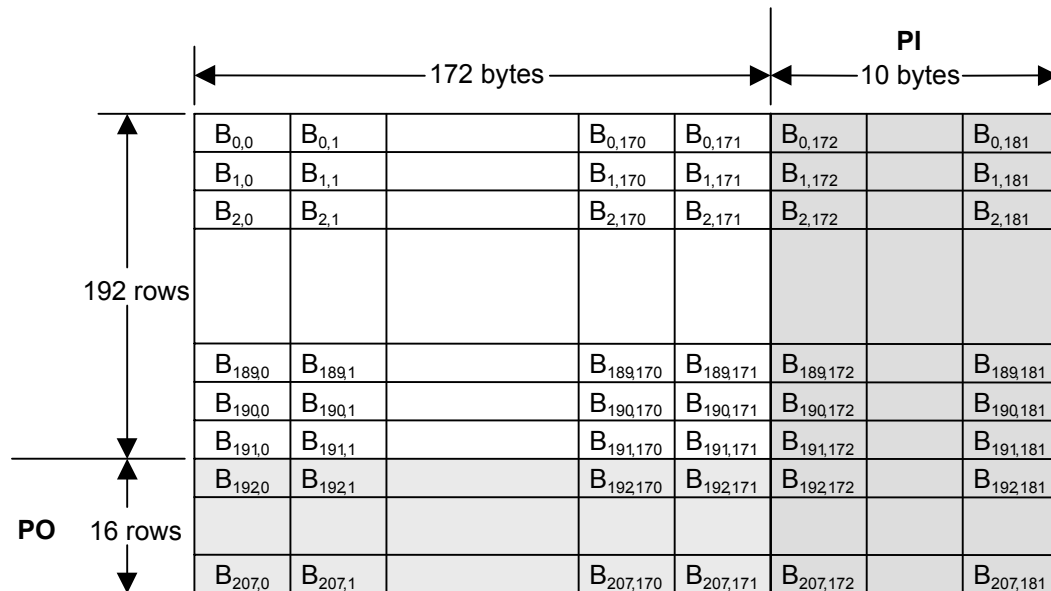 PI
172 bytes 10 bytes
B0,0 B0,1 B0,170 B0,171 B0,172 B0,181
B1,0 B1,1 B1,170 B1,171 B1,172 B1,181
B2,0 B2,1 B2,170 B2,171 B2,172 B2,181
192 rows
B189,0 B189,1 B189,170 B189,171 B189,172 B189,181
B190,0 B190,1 B190,170 B190,171 B190,172 B190,181
B191,0 B191,1 B191,170 B191,171 B191,172 B191,181
B192,0 B192,1 B192,170 B192,171 B192,172 B192,181
PO 16 rows
B207,0 B207,1 B207,170 B207,171 B207,172 B207,181